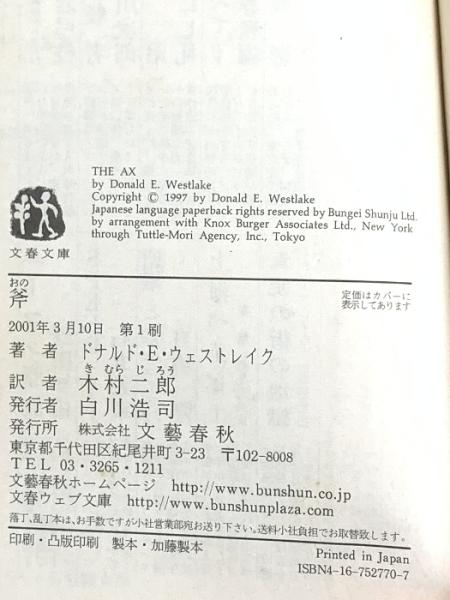 THE AX
by Donald E. Westlake
Copyright © 1997 by Donald E. Westlake
Japanese language paperback rights reserved by Bungei Shunju Ltd.
by arrangement with Knox Burger Associates Ltd., New York
through Tuttle-Mori Agency, Inc., Tokyo
文春文庫
おの
斧
定価はカバーに
表示してあります
2001年3月10日 第1刷
著者 ドナルド・E・ウェストレイク
きむらじろう
訳者 木村二郎
発行者 白川浩司
発行所 株式会社 文藝春秋
東京都千代田区紀尾井町3-23 〒102-8008
TEL 03・3265・1211
文藝春秋ホームページ http://www.bunshun.co.jp
文春ウェブ文庫 http://www.bunshunplaza.com
落丁、乱丁本は、お手数ですが小社営業部宛お送り下さい。送料小社負担でお取替致します。
印刷・凸版印刷 製本・加藤製本
Printed in Japan
ISBN4-16-752770-7